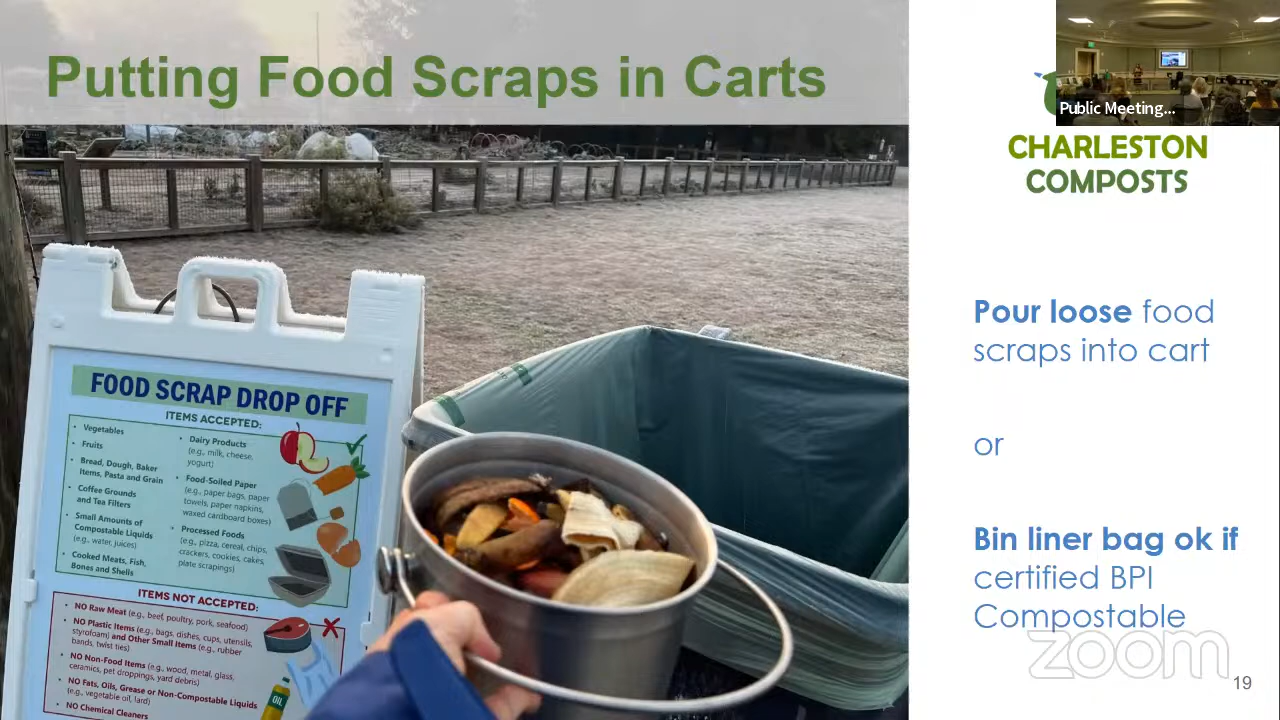 Putting Food Scraps in Carts
Public Meeting...
CHARLESTON
COMPOSTS
Pour loose food
scraps into cart
or
Bin liner bag ok if
certified BPI
Compostable
zoom
19
FOOD SCRAP DROP OFF
ITEMS ACCEPTED:
• Vegetables
• Fruits
• Bread, Dough, Baker
Items, Pasta and Grain
• Coffee Grounds
and Tea Filters
• Small Amounts of
Compostable Liquids
(e.g., water, juices)
• Cooked Meats, Fish,
Bones and Shells
• Dairy Products
(e.g., milk, cheese,
yogurt)
• Food-Soiled Paper
(e.g., paper bags, paper
towels, paper napkins,
waxed cardboard boxes)
• Processed Foods
(e.g., pizza, cereal, chips,
crackers, cookies, cakes,
plate scrapings)
ITEMS NOT ACCEPTED:
• NO Raw Meat (e.g., beef, poultry, pork, seafood)
• NO Plastic Items (e.g., bags, dishes, cups, utensils,
styrofoam) and Other Small Items (e.g., rubber
bands, twist ties)
• NO Non-Food Items (e.g., wood, metal, glass,
ceramics, pet droppings, yard debris)
• NO Fats, Oils, Grease or Non-Compostable Liquids
(e.g., vegetable oil, lard)
• NO Chemical Cleaners
OIL